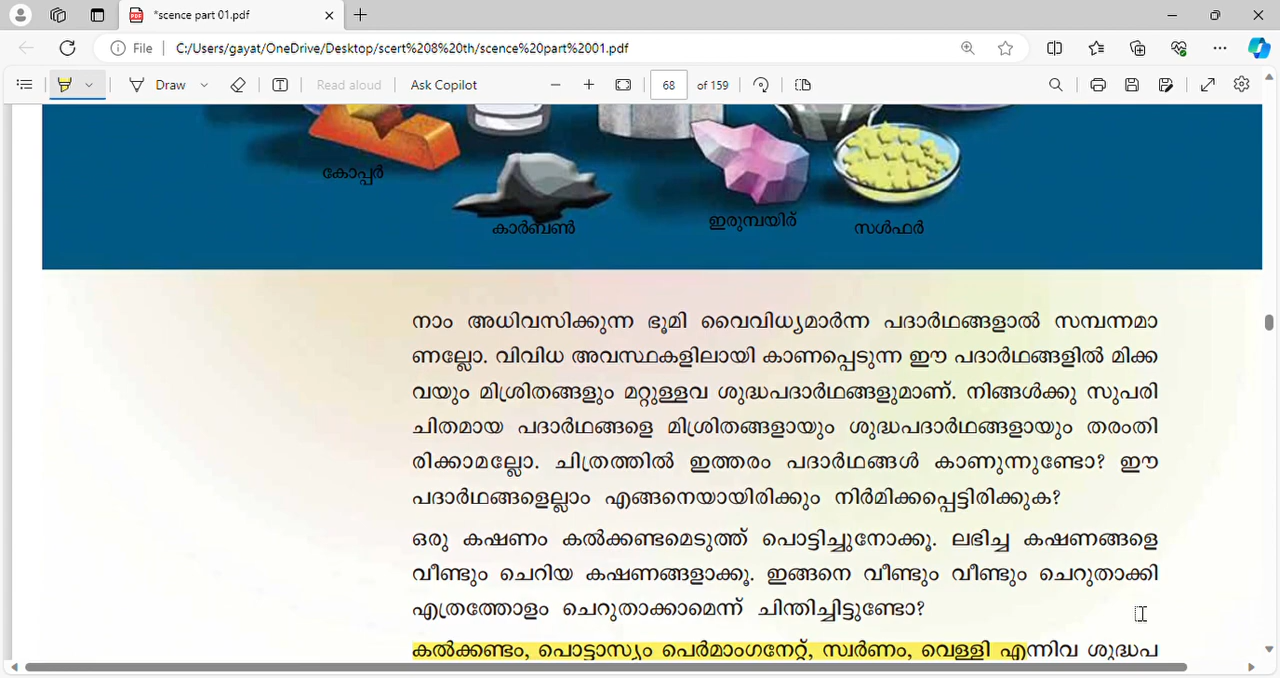 *scence part 01.pdf
File C:/Users/gayat/OneDrive/Desktop/scert%208%20th/scence%20part%2001.pdf
Draw Read aloud Ask Copilot 68 of 159
കോപ്പർ
കാർബൺ
ഇരുമ്പയിര്
സൾഫർ
നാം അധിവസിക്കുന്ന ഭൂമി വൈവിധ്യമാർന്ന പദാർഥങ്ങളാൽ സമ്പന്നമാ
ണല്ലോ. വിവിധ അവസ്ഥകളിലായി കാണപ്പെടുന്ന ഈ പദാർഥങ്ങളിൽ മിക്ക
വയും മിശ്രിതങ്ങളും മറ്റുള്ളവ ശുദ്ധപദാർഥങ്ങളുമാണ്. നിങ്ങൾക്കു സുപരി
ചിതമായ പദാർഥങ്ങളെ മിശ്രിതങ്ങളായും ശുദ്ധപദാർഥങ്ങളായും തരംതി
രിക്കാമല്ലോ. ചിത്രത്തിൽ ഇത്തരം പദാർഥങ്ങൾ കാണുന്നുണ്ടോ? ഈ
പദാർഥങ്ങളെല്ലാം എങ്ങനെയായിരിക്കും നിർമിക്കപ്പെട്ടിരിക്കുക?
ഒരു കഷണം കൽക്കണ്ടമെടുത്ത് പൊട്ടിച്ചുനോക്കൂ. ലഭിച്ച കഷണങ്ങളെ
വീണ്ടും ചെറിയ കഷണങ്ങളാക്കൂ. ഇങ്ങനെ വീണ്ടും വീണ്ടും ചെറുതാക്കി
എത്രത്തോളം ചെറുതാക്കാമെന്ന് ചിന്തിച്ചിട്ടുണ്ടോ?
കൽക്കണ്ടം, പൊട്ടാസ്യം പെർമാംഗനേറ്റ്, സ്വർണം, വെള്ളി എന്നിവ ശുദ്ധപ